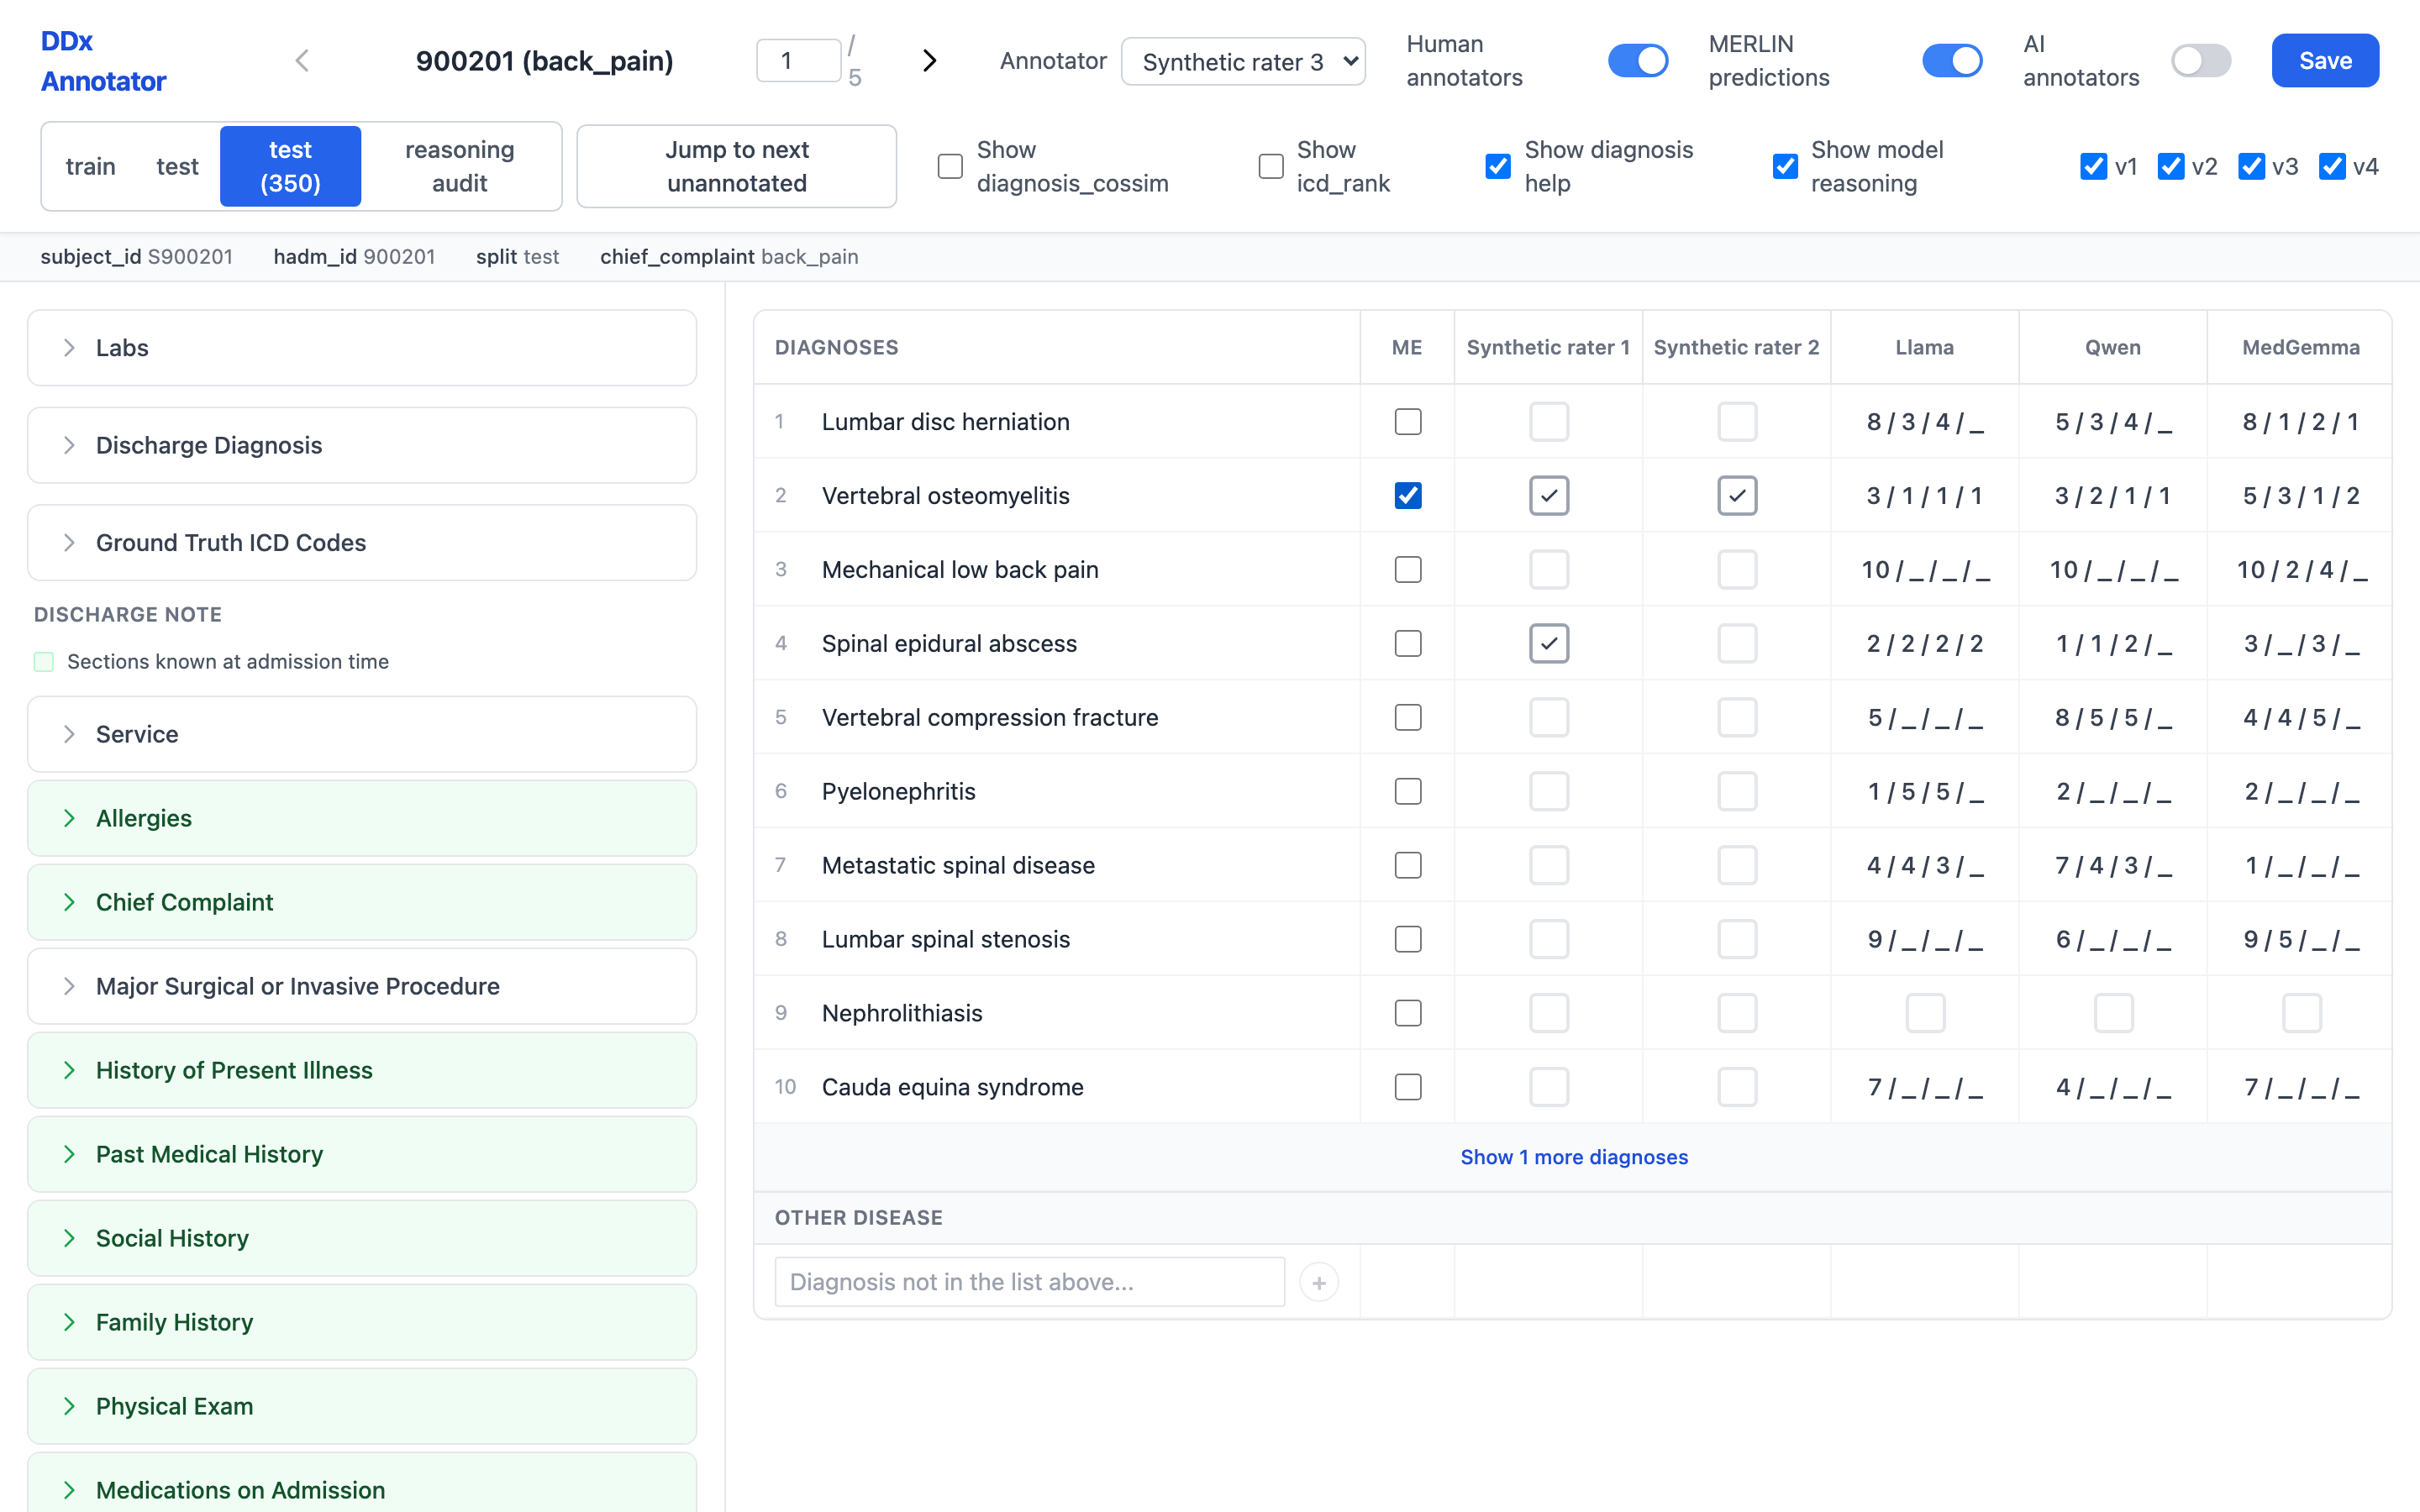 DDx
Annotator
900201 (back_pain)
1
/
5
Annotator
Synthetic rater 3
Human
annotators
MERLIN
predictions
AI
annotators
Save
train
test
test
(350)
reasoning
audit
Jump to next
unannotated
Show
diagnosis_cossim
Show
icd_rank
Show diagnosis
help
Show model
reasoning
v1
v2
v3
v4
subject_id S900201 hadm_id 900201 split test chief_complaint back_pain
Labs
Discharge Diagnosis
Ground Truth ICD Codes
DISCHARGE NOTE
Sections known at admission time
Service
Allergies
Chief Complaint
Major Surgical or Invasive Procedure
History of Present Illness
Past Medical History
Social History
Family History
Physical Exam
Medications on Admission
DIAGNOSES ME Synthetic rater 1 Synthetic rater 2 Llama Qwen MedGemma
1 Lumbar disc herniation 8 / 3 / 4 / _ 5 / 3 / 4 / _ 8 / 1 / 2 / 1
2 Vertebral osteomyelitis 3 / 1 / 1 / 1 3 / 2 / 1 / 1 5 / 3 / 1 / 2
3 Mechanical low back pain 10 / _ / _ / _ 10 / _ / _ / _ 10 / 2 / 4 / _
4 Spinal epidural abscess 2 / 2 / 2 / 2 1 / 1 / 2 / _ 3 / _ / 3 / _
5 Vertebral compression fracture 5 / _ / _ / _ 8 / 5 / 5 / _ 4 / 4 / 5 / _
6 Pyelonephritis 1 / 5 / 5 / _ 2 / _ / _ / _ 2 / _ / _ / _
7 Metastatic spinal disease 4 / 4 / 3 / _ 7 / 4 / 3 / _ 1 / _ / _ / _
8 Lumbar spinal stenosis 9 / _ / _ / _ 6 / _ / _ / _ 9 / 5 / _ / _
9 Nephrolithiasis
10 Cauda equina syndrome 7 / _ / _ / _ 4 / _ / _ / _ 7 / _ / _ / _
Show 1 more diagnoses
OTHER DISEASE
Diagnosis not in the list above...
+